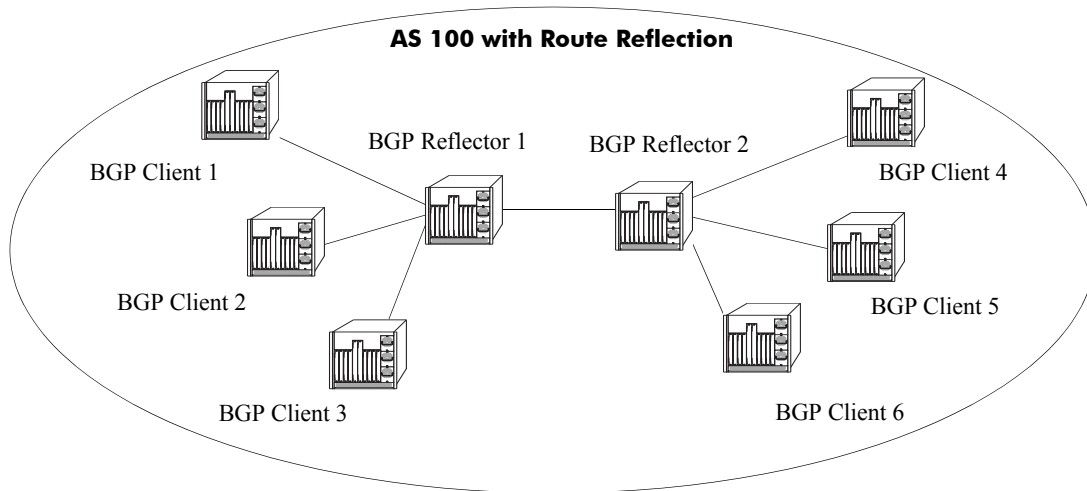 AS 100 with Route Reflection
BGP Reflector 1
BGP Reflector 2
BGP Client 1
BGP Client 4
BGP Client 2
BGP Client 5
BGP Client 3
BGP Client 6